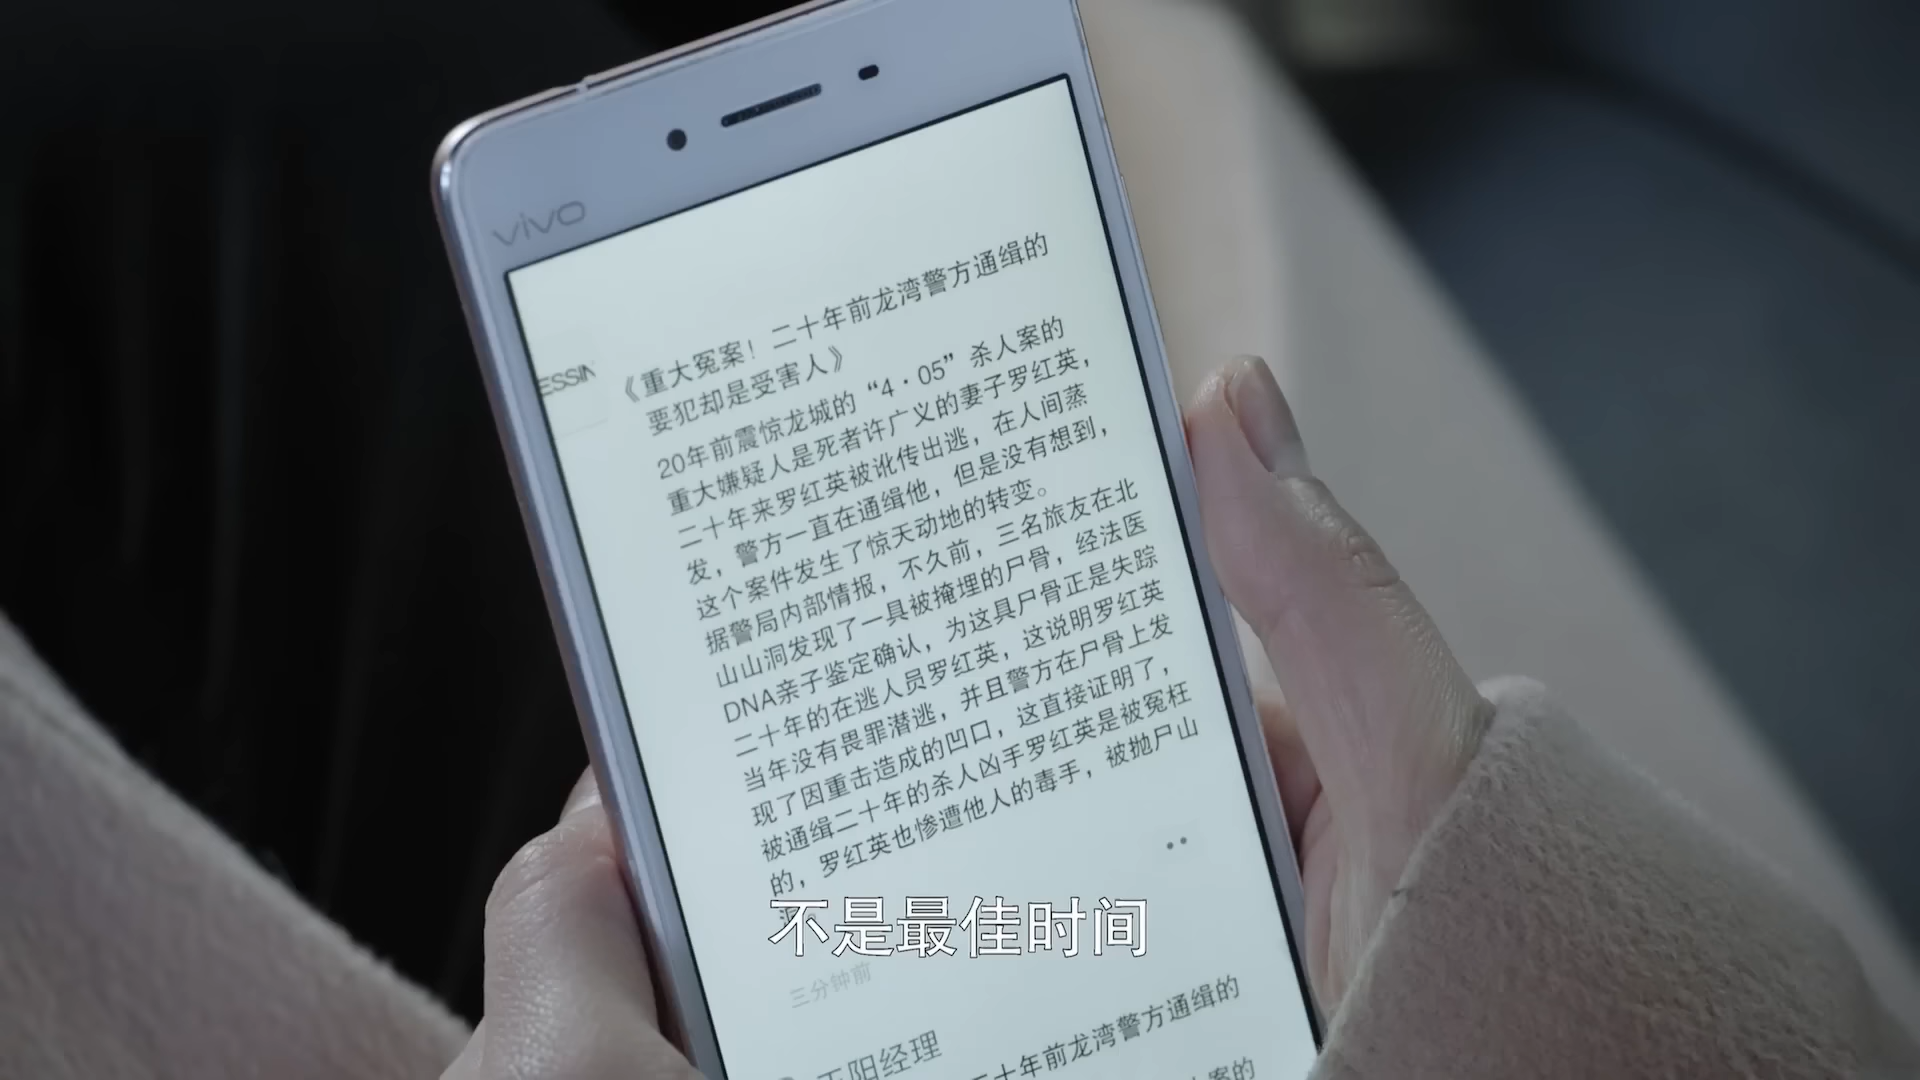 vivo
ESSIN
《重大冤案！二十年前龙湾警方通缉的
要犯却是受害人》
20年前震惊龙城的“4·05”杀人案的
重大嫌疑人是死者许广义的妻子罗红英，
二十年来罗红英被讹传出逃，在人间蒸
发，警方一直在通缉他，但是没有想到，
这个案件发生了惊天动地的转变。
据警局内部情报，不久前，三名旅友在北
山山洞发现了一具被掩埋的尸骨，经法医
DNA亲子鉴定确认，为这具尸骨正是失踪
二十年的在逃人员罗红英，这说明罗红英
当年没有畏罪潜逃，并且警方在尸骨上发
现了因重击造成的凹口，这直接证明了，
被通缉二十年的杀人凶手罗红英是被冤枉
的，罗红英也惨遭他人的毒手，被抛尸山
不是最佳时间
三分钟前
阳经理
十年前龙湾警方通缉的
案的